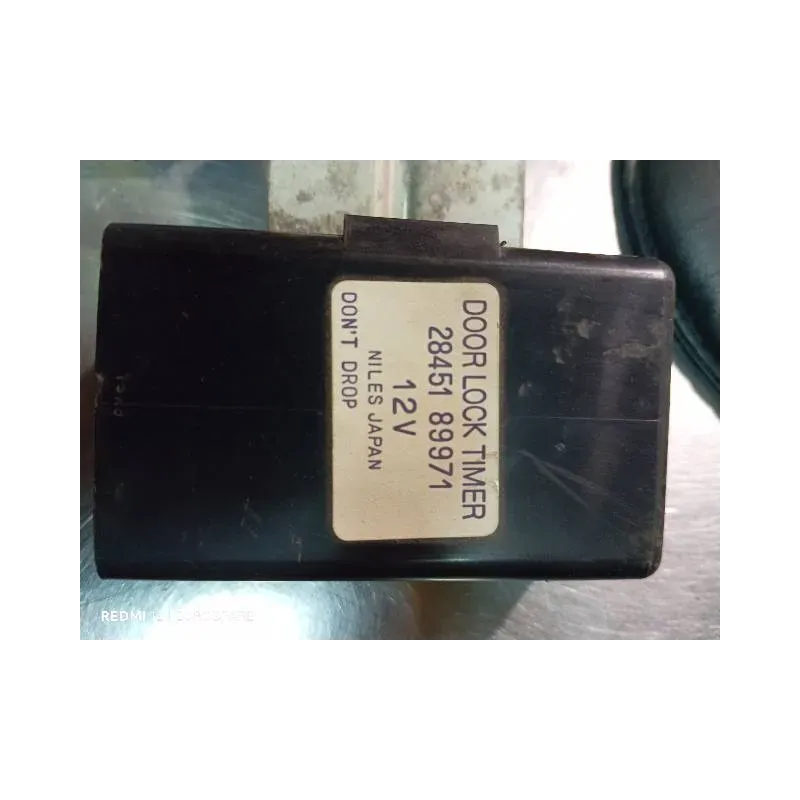 DOOR LOCK TIMER
28451 89971
12V
NILES JAPAN
DON'T DROP